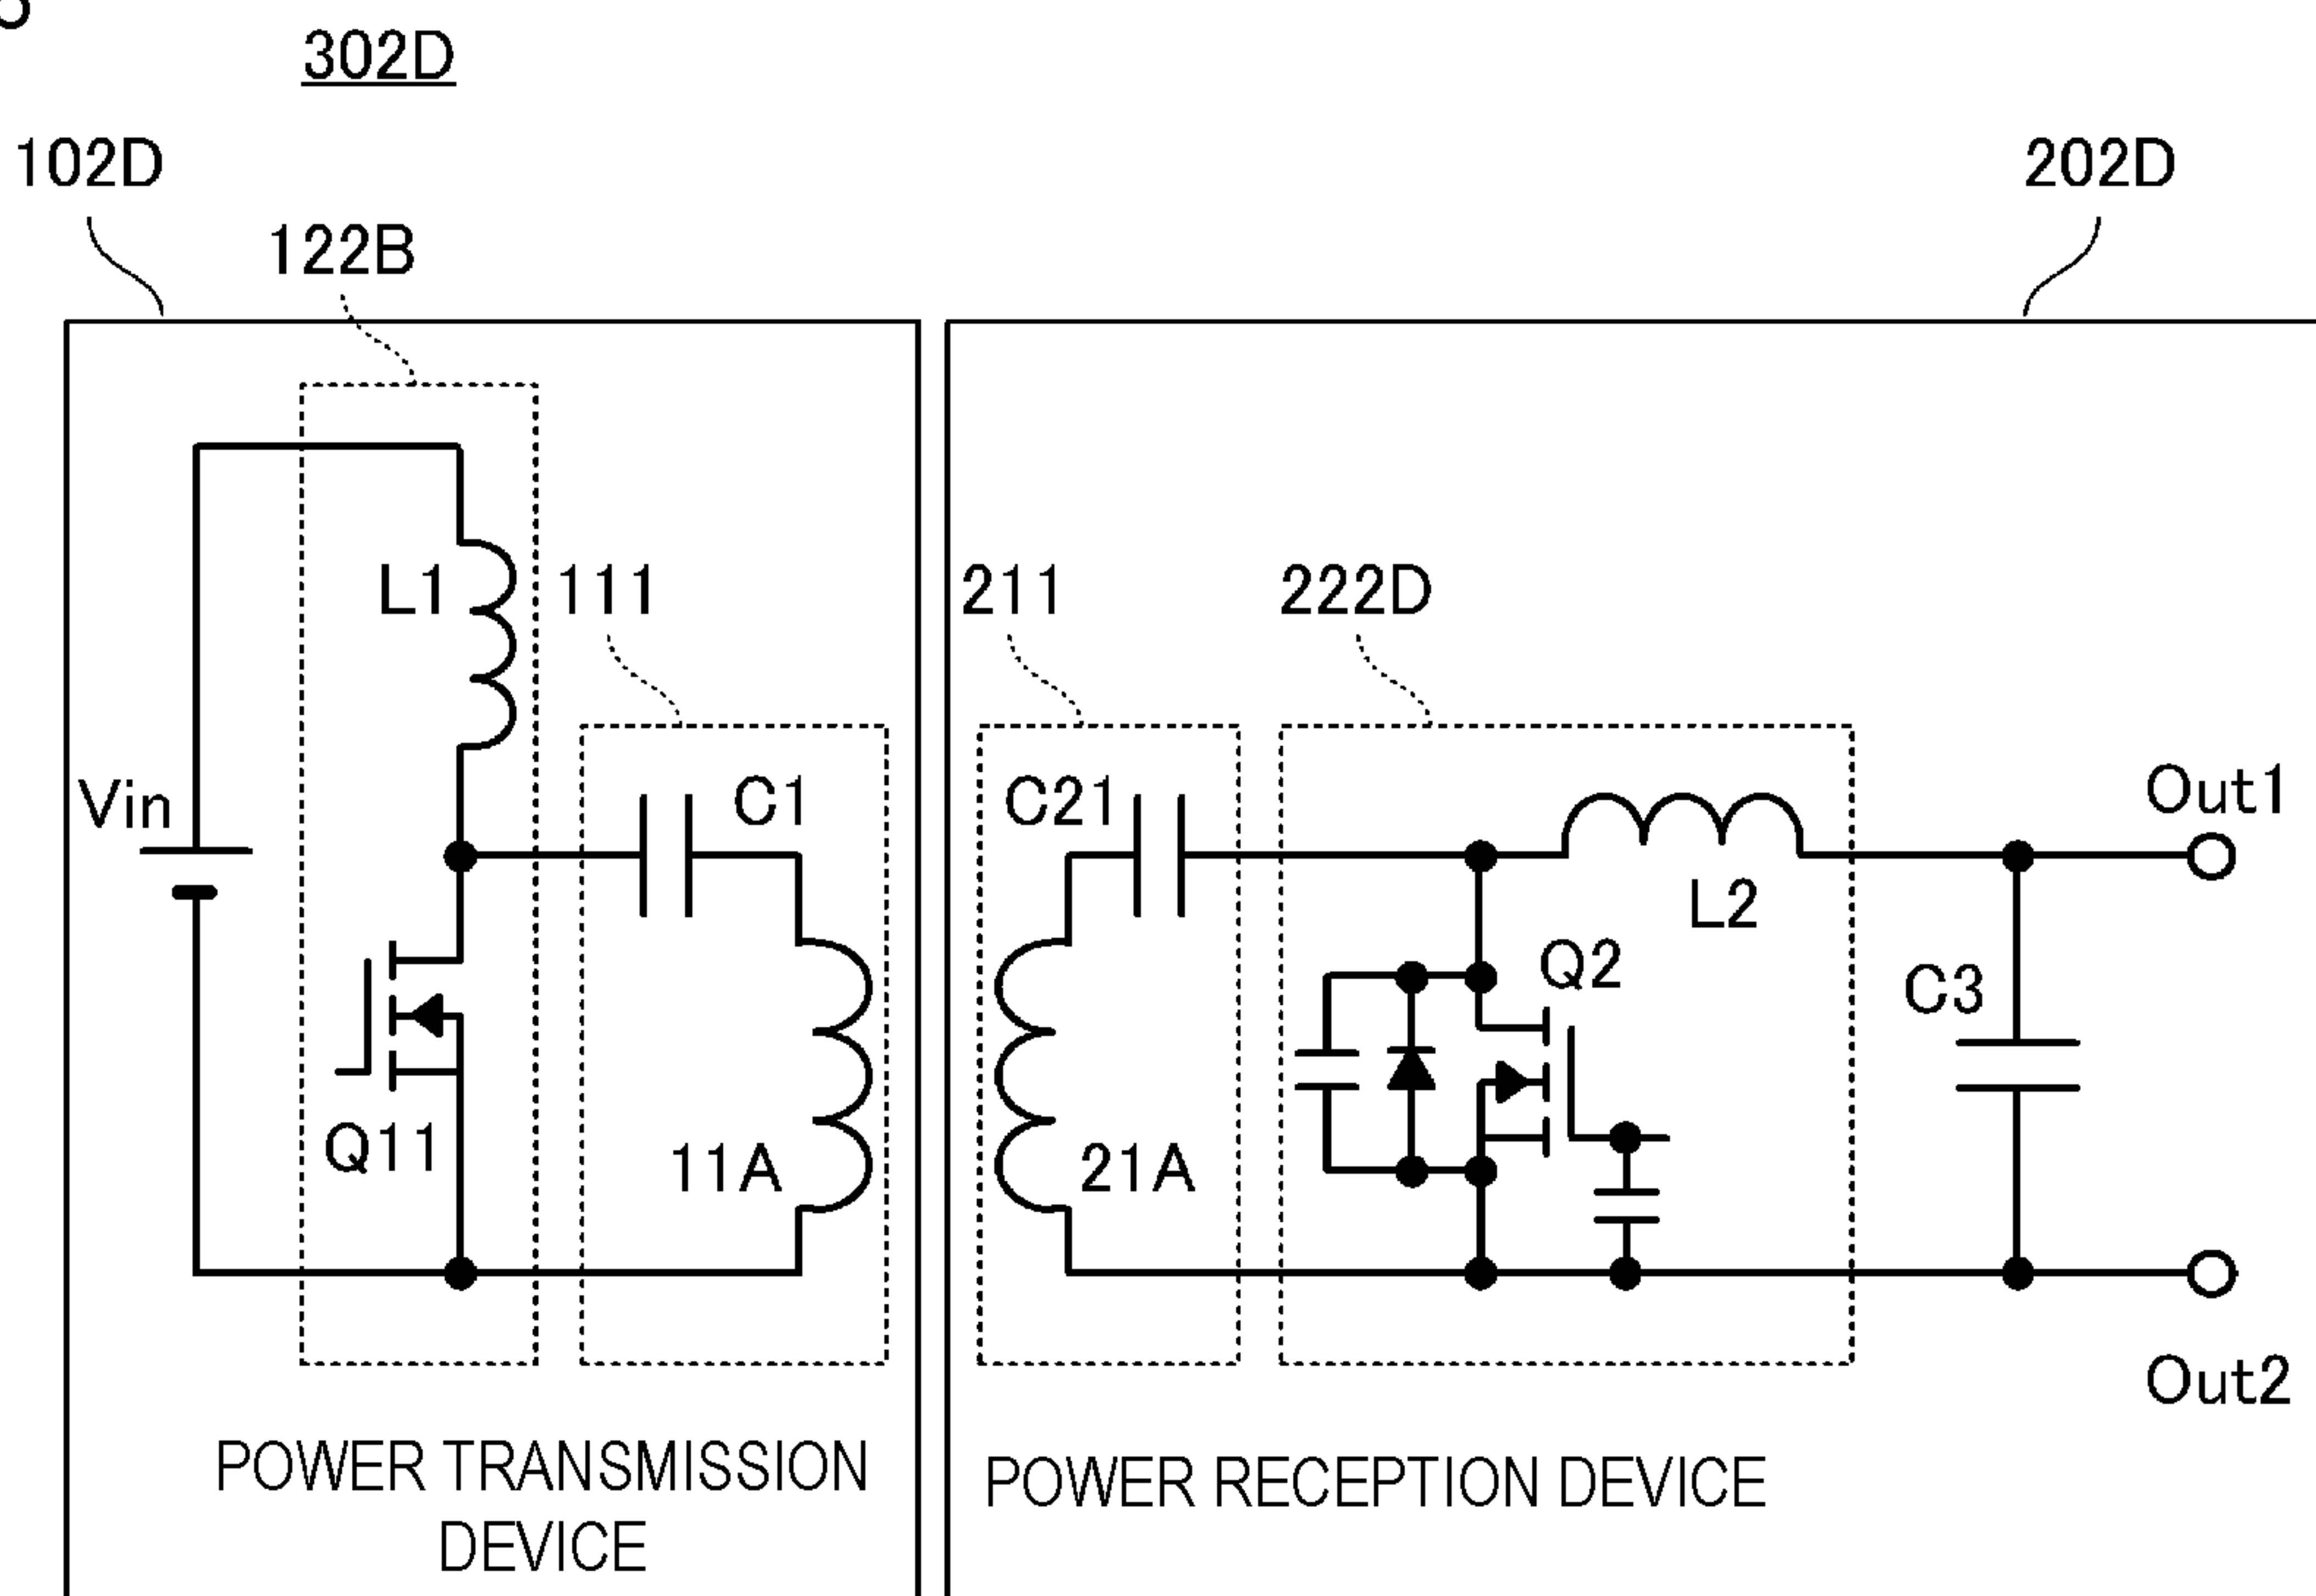 302D
102D
202D
122B
L1
111
211
222D
Vin
C1
C21
Out1
L2
Q2
C3
Q11
11A
21A
Out2
POWER TRANSMISSION
DEVICE
POWER RECEPTION DEVICE